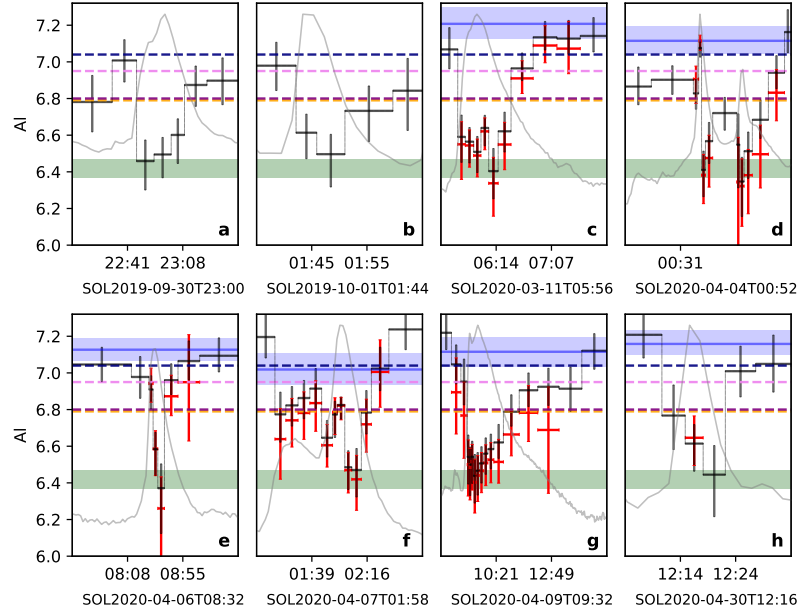 7.2
7.0
6.8
6.6
6.4
6.2
6.0
AI
a
b
c
d
22:41 23:08
01:45 01:55
06:14 07:07
00:31
SOL2019-09-30T23:00
SOL2019-10-01T01:44
SOL2020-03-11T05:56
SOL2020-04-04T00:52
7.2
7.0
6.8
6.6
6.4
6.2
6.0
AI
e
f
g
h
08:08 08:55
01:39 02:16
10:21 12:49
12:14 12:24
SOL2020-04-06T08:32
SOL2020-04-07T01:58
SOL2020-04-09T09:32
SOL2020-04-30T12:16